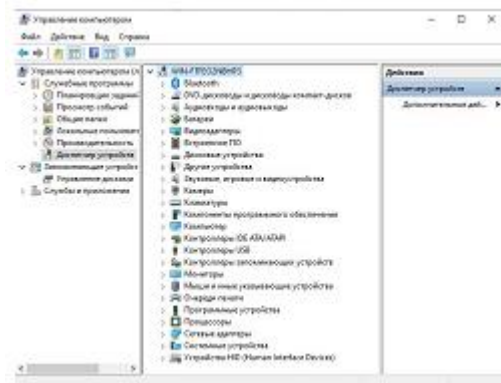 Управление компьютером
Файл Действие Вид Справка
Управление компьютером (л
Служебные программы
Планировщик заданий
Просмотр событий
Общие папки
Локальные пользоват
Производительность
Диспетчер устройств
Запоминающие устройст
Управление дисками
Службы и приложения
Bluetooth
DVD-дисководы и дисководы компакт-дисков
Аудиовходы и аудиовыходы
Батареи
Видеоадаптеры
Встроенное ПО
Дисковые устройства
Другие устройства
Звуковые, игровые и видеоустройства
Камеры
Клавиатуры
Компоненты программного обеспечения
Компьютер
Контроллеры IDE ATA/ATAPI
Контроллеры USB
Контроллеры запоминающих устройств
Мониторы
Мыши и иные указывающие устройства
Очереди печати
Программные устройства
Процессоры
Сетевые адаптеры
Системные устройства
Устройства HID (Human Interface Devices)
Действия
Диспетчер устройств
Дополнительные дей...